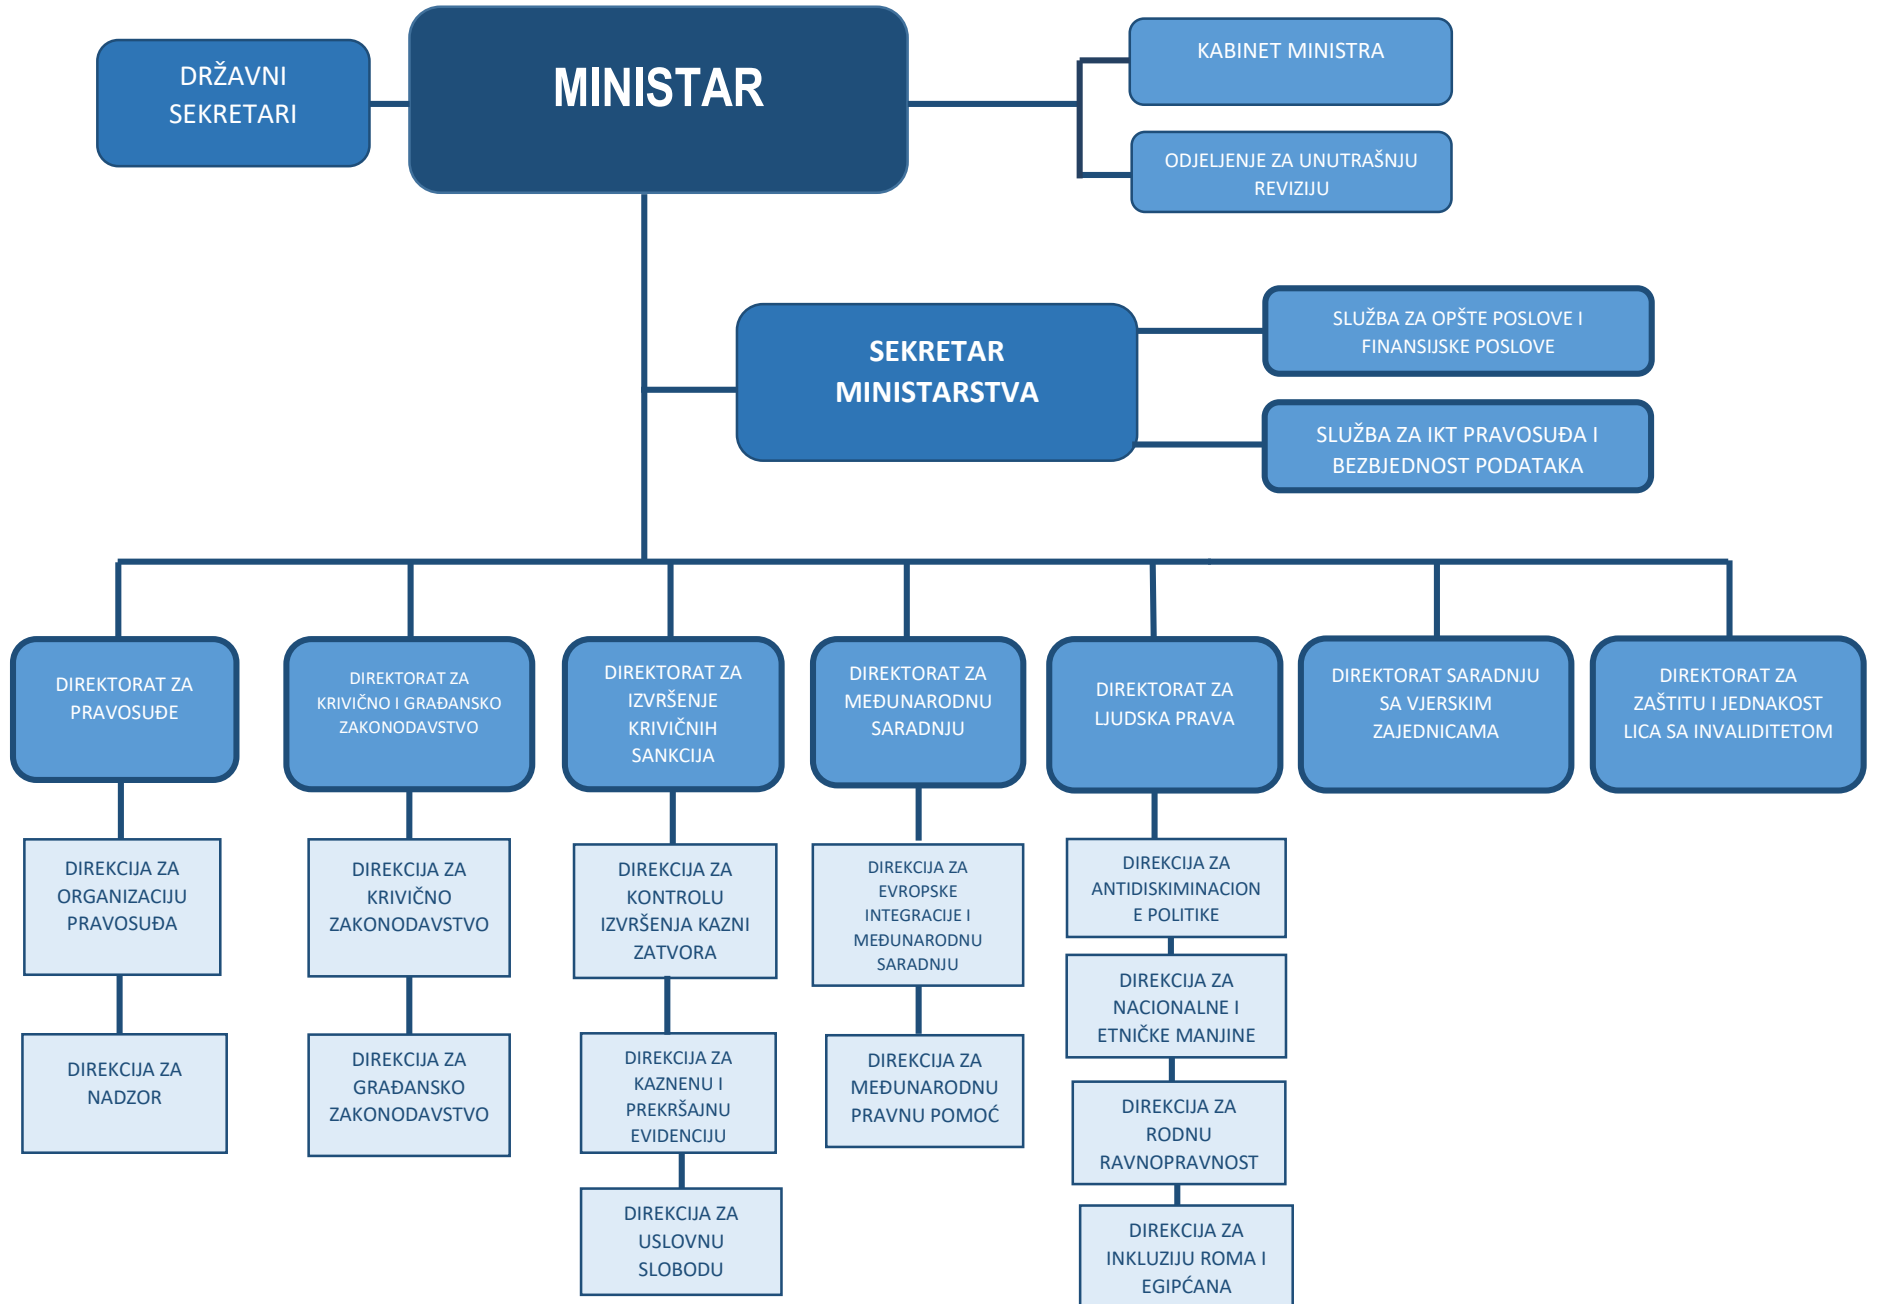 DRŽAVNI
SEKRETARI
MINISTAR
KABINET MINISTRA
ODJELJENJE ZA UNUTRAŠNJU
REVIZIJU
SEKRETAR
MINISTARSTVA
SLUŽBA ZA OPŠTE POSLOVE I
FINANSIJSKE POSLOVE
SLUŽBA ZA IKT PRAVOSUĐA I
BEZBJEDNOST PODATAKA
DIREKTORAT ZA
PRAVOSUĐE
DIREKTORAT ZA
KRIVIČNO I GRAĐANSKO
ZAKONODAVSTVO
DIREKTORAT ZA
IZVRŠENJE
KRIVIČNIH
SANKCIJA
DIREKTORAT ZA
MEĐUNARODNU
SARADNJU
DIREKTORAT ZA
LJUDSKA PRAVA
DIREKTORAT SARADNJU
SA VJERSKIM
ZAJEDNICAMA
DIREKTORAT ZA
ZAŠTITU I JEDNAKOST
LICA SA INVALIDITETOM
DIREKCIJA ZA
ORGANIZACIJU
PRAVOSUĐA
DIREKCIJA ZA
NADZOR
DIREKCIJA ZA
KRIVIČNO
ZAKONODAVSTVO
DIREKCIJA ZA
GRAĐANSKO
ZAKONODAVSTVO
DIREKCIJA ZA
KONTROLU
IZVRŠENJA KAZNI
ZATVORA
DIREKCIJA ZA
KAZNENU I
PREKRŠAJNU
EVIDENCIJU
DIREKCIJA ZA
USLOVNU
SLOBODU
DIREKCIJA ZA
EVROPSKE
INTEGRACIJE I
MEĐUNARODNU
SARADNJU
DIREKCIJA ZA
MEĐUNARODNU
PRAVNU POMOĆ
DIREKCIJA ZA
ANTIDISKIMINACION
E POLITIKE
DIREKCIJA ZA
NACIONALNE I
ETNIČKE MANJINE
DIREKCIJA ZA
RODNU
RAVNOPRAVNOST
DIREKCIJA ZA
INKLUZIJU ROMA I
EGIPĆANA